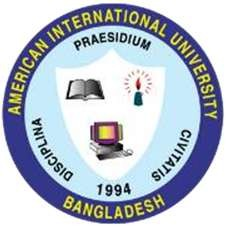 AMERICAN INTERNATIONAL UNIVERSITY
PRAESIDIUM
DISCIPLINA
CIVITATIS
1994
BANGLADESH